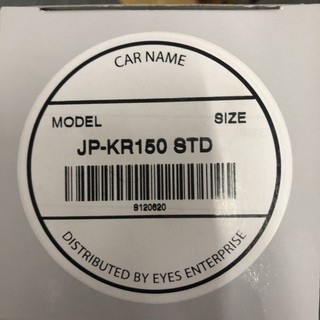 CAR NAME
MODEL SIZE
JP-KR150 STD
9120620
DISTRIBUTED BY EYES ENTERPRISE